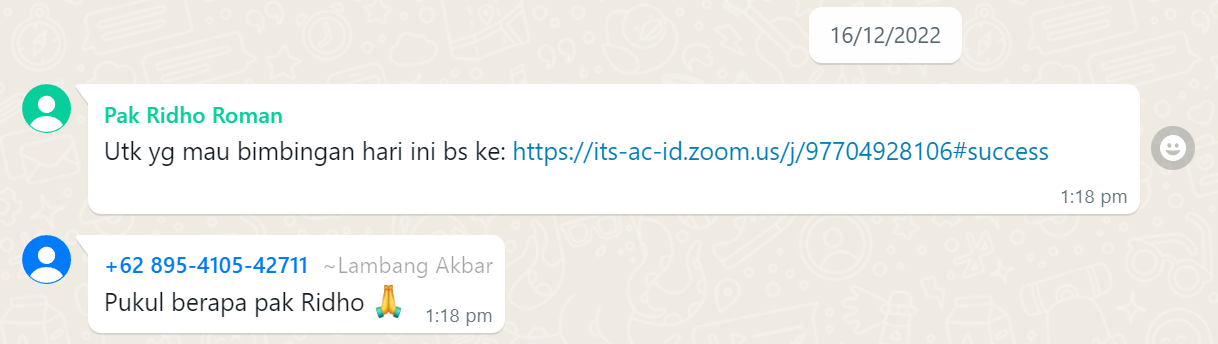 16/12/2022
Pak Ridho Roman
Utk yg mau bimbingan hari ini bs ke: https://its-ac-id.zoom.us/j/97704928106#success
1:18 pm
+62 895-4105-42711 ~Lambang Akbar
Pukul berapa pak Ridho 🙏 1:18 pm